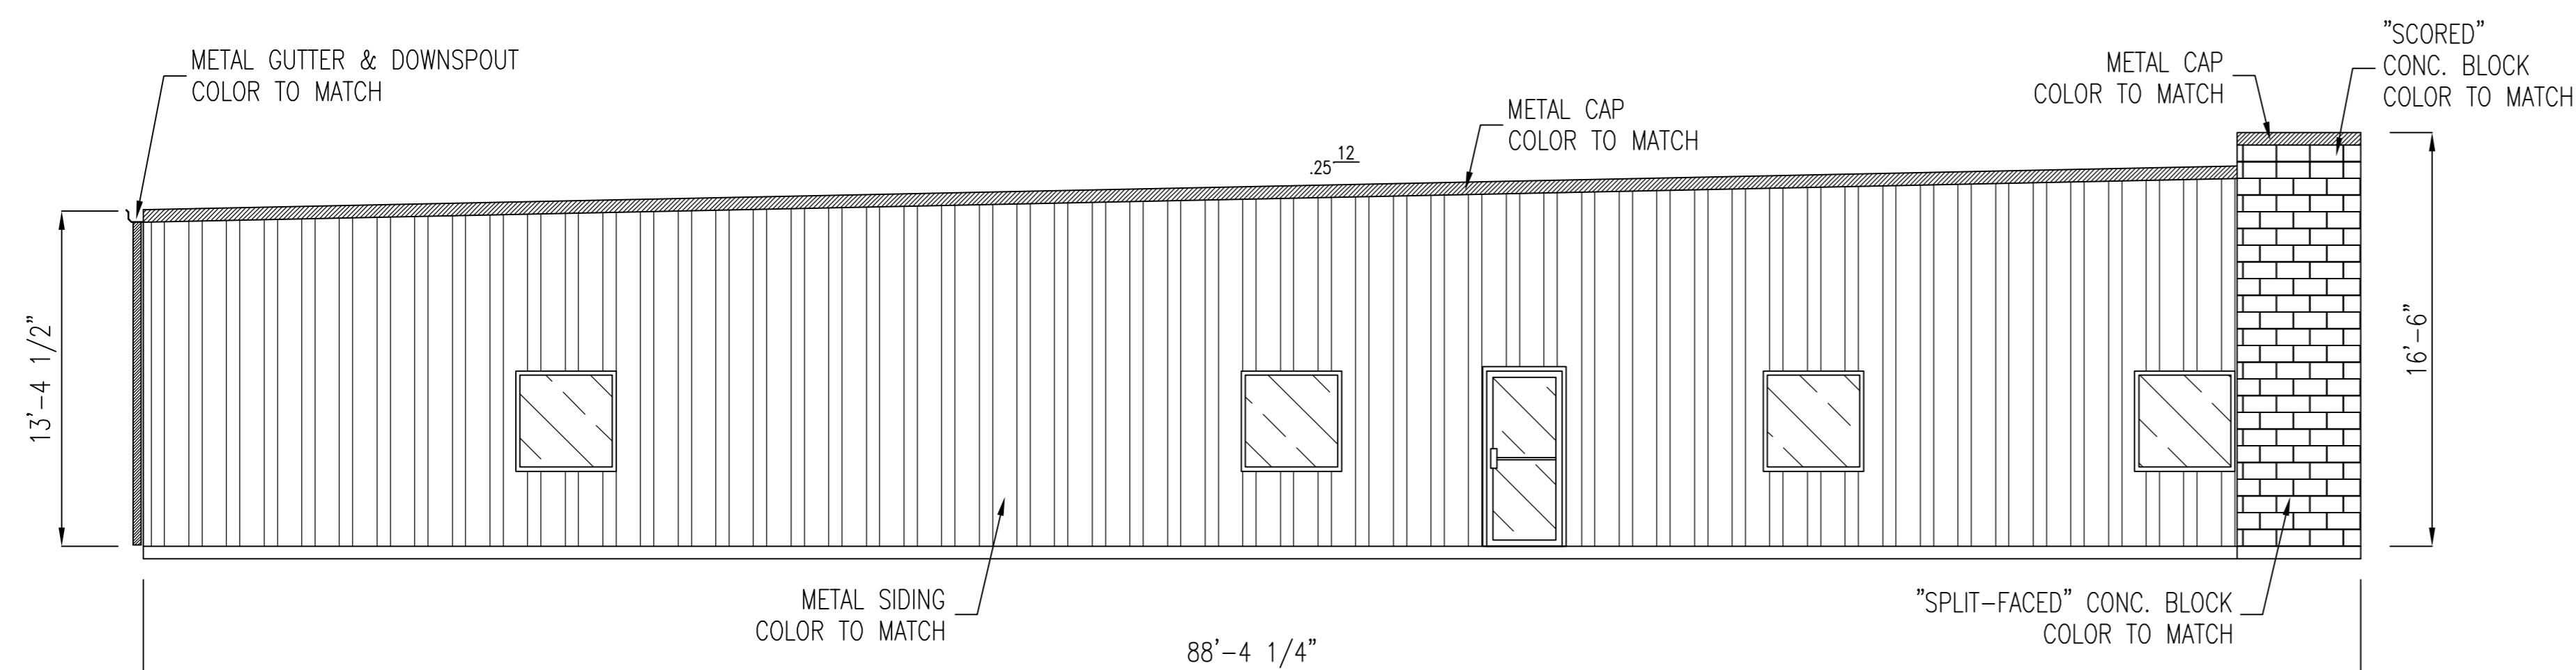 "SCORED"
CONC. BLOCK
COLOR TO MATCH
METAL GUTTER & DOWNSPOUT
COLOR TO MATCH
METAL CAP
COLOR TO MATCH
METAL CAP
COLOR TO MATCH
12
.25
13'-4 1/2"
16'-6"
METAL SIDING
COLOR TO MATCH
"SPLIT-FACED" CONC. BLOCK
COLOR TO MATCH
88'-4 1/4"